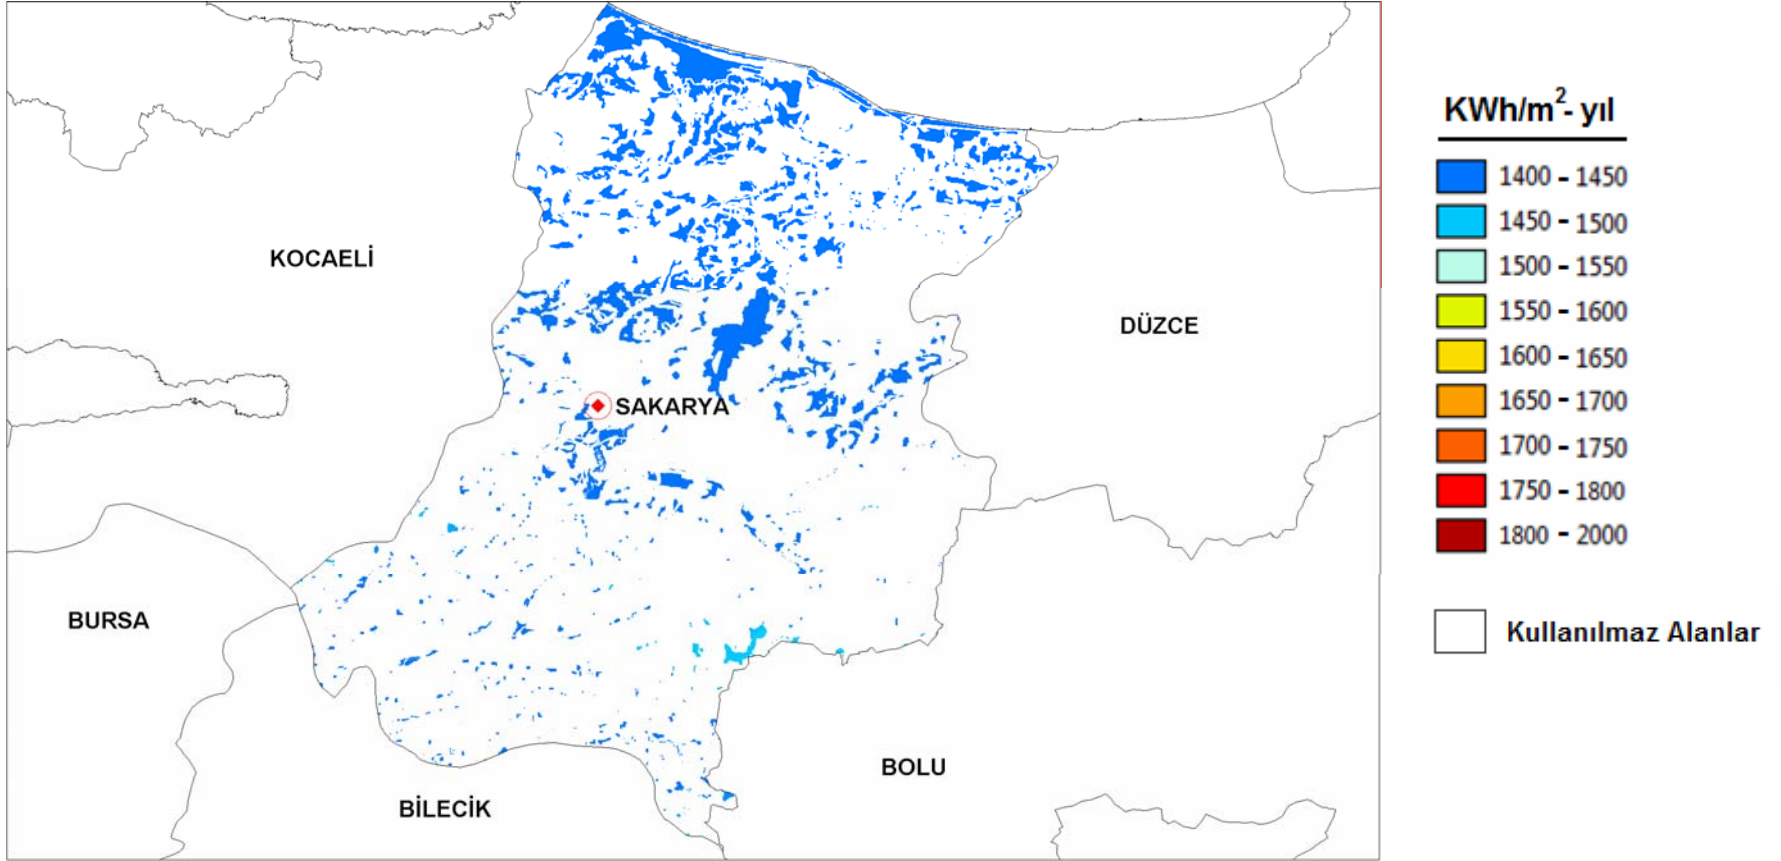 KWh/m²- yıl
1400 - 1450
1450 - 1500
1500 - 1550
1550 - 1600
1600 - 1650
1650 - 1700
1700 - 1750
1750 - 1800
1800 - 2000
Kullanılmaz Alanlar
KOCAELİ
DÜZCE
SAKARYA
BURSA
BOLU
BİLECİK